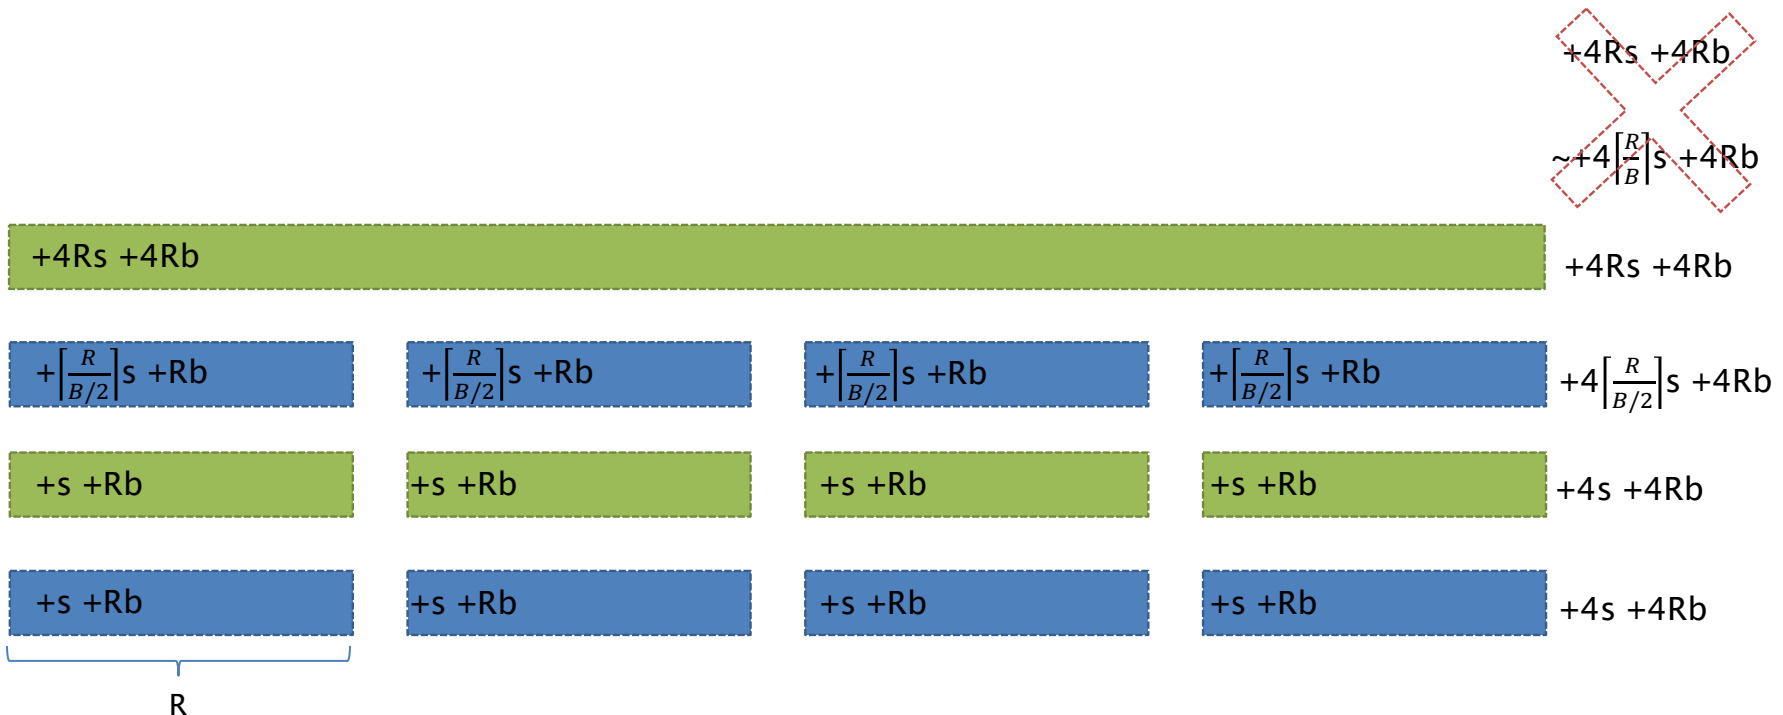 +4Rs +4Rb
~+4⌈R/B⌉s +4Rb
+4Rs +4Rb +4Rs +4Rb
+⌈R/(B/2)⌉s +Rb +⌈R/(B/2)⌉s +Rb +⌈R/(B/2)⌉s +Rb +⌈R/(B/2)⌉s +Rb +4⌈R/(B/2)⌉s +4Rb
+s +Rb +s +Rb +s +Rb +s +Rb +4s +4Rb
+s +Rb +s +Rb +s +Rb +s +Rb +4s +4Rb
R